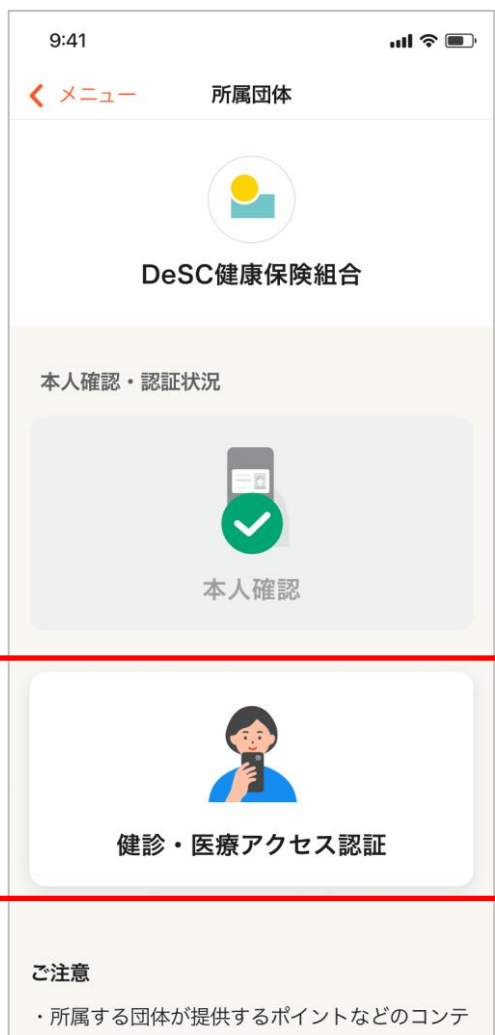 9:41
メニュー
所属団体
DeSC健康保険組合
本人確認・認証状況
本人確認
健診・医療アクセス認証
ご注意
・所属する団体が提供するポイントなどのコンテ